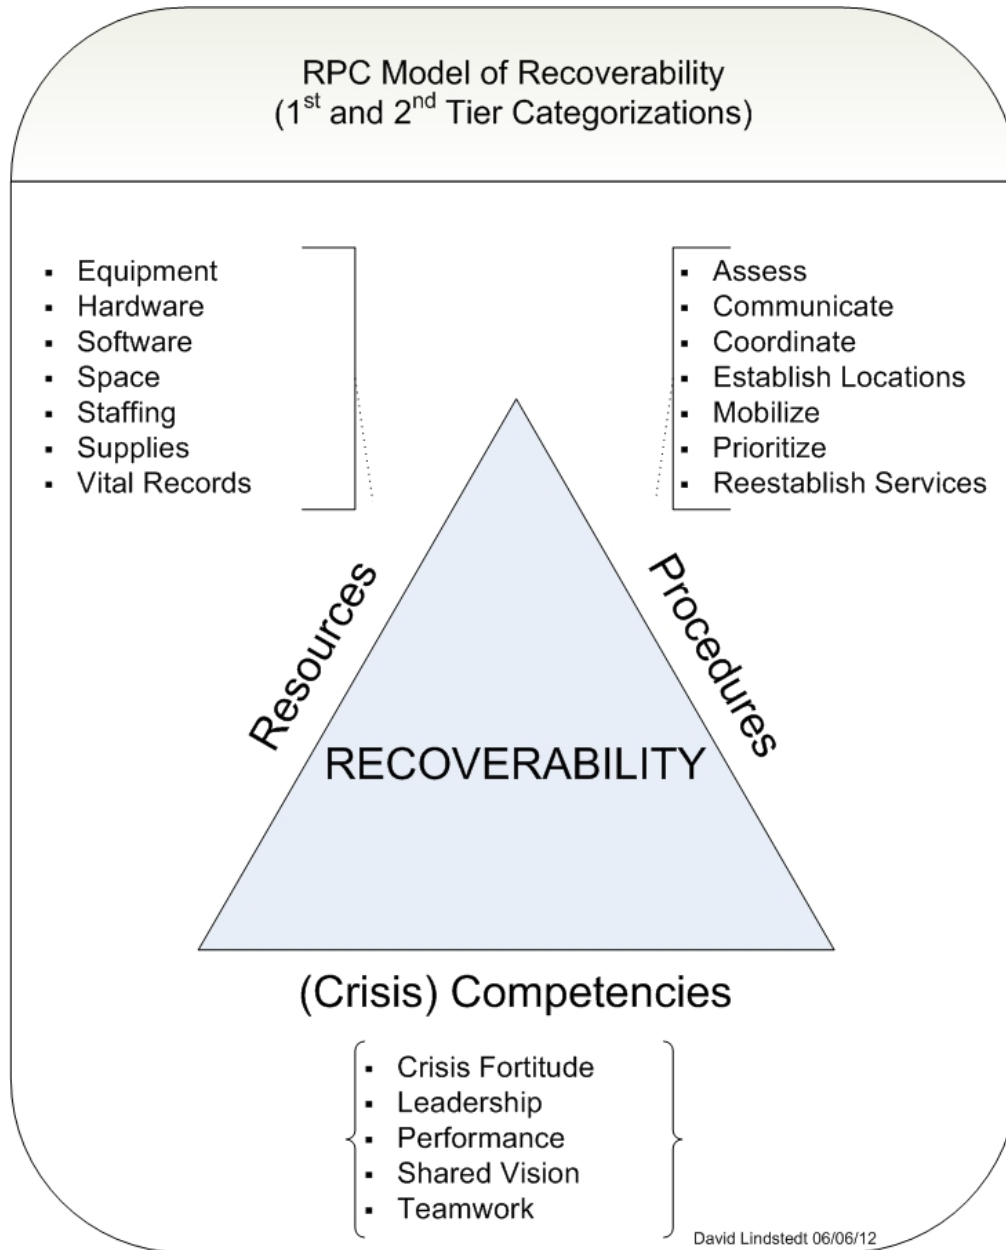 RPC Model of Recoverability
(1st and 2nd Tier Categorizations)
▪ Equipment
▪ Hardware
▪ Software
▪ Space
▪ Staffing
▪ Supplies
▪ Vital Records
▪ Assess
▪ Communicate
▪ Coordinate
▪ Establish Locations
▪ Mobilize
▪ Prioritize
▪ Reestablish Services
Resources
Procedures
RECOVERABILITY
(Crisis) Competencies
▪ Crisis Fortitude
▪ Leadership
▪ Performance
▪ Shared Vision
▪ Teamwork
David Lindstedt 06/06/12